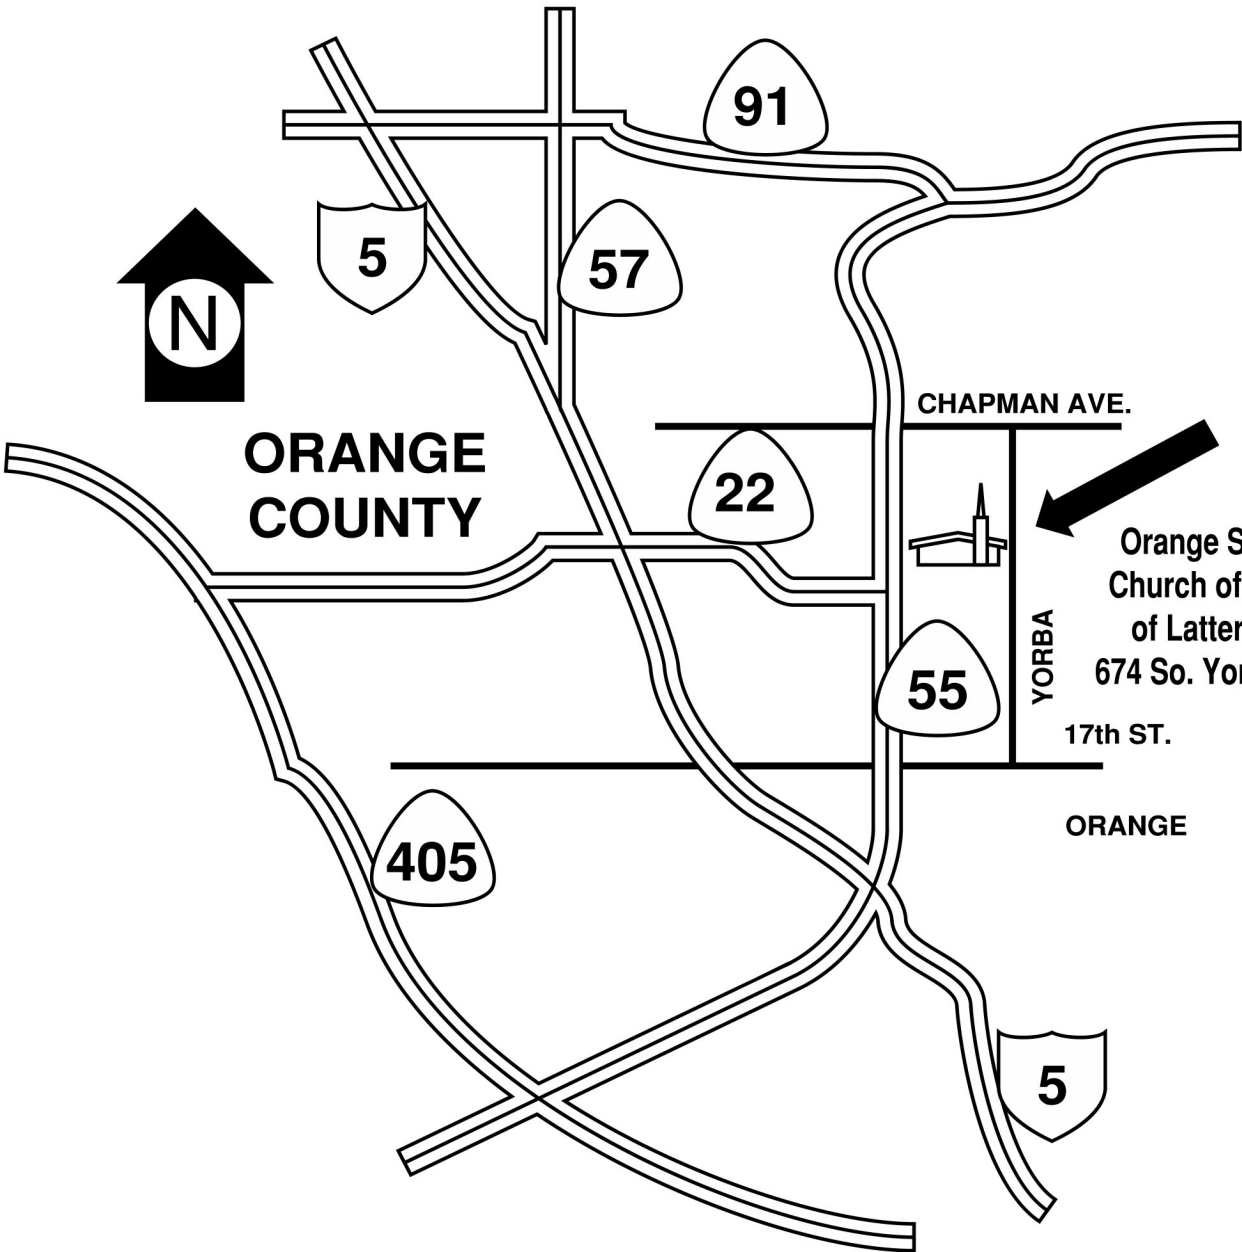 91
5
57
N
CHAPMAN AVE.
ORANGE
COUNTY
22
Orange S
Church of
of Latter
674 So. Yor
YORBA
55
17th ST.
ORANGE
405
5